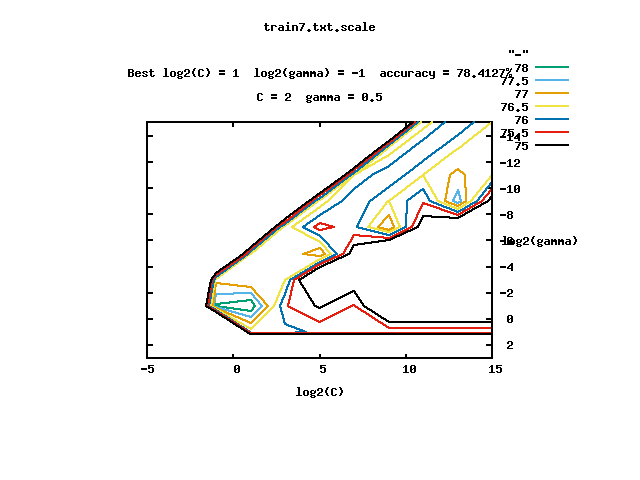 train7.txt.scale
"-"
Best log2(C) = 1  log2(gamma) = -1  accuracy = 78.4127%
78
77.5
C = 2  gamma = 0.5
77
76.5
76
75.5
75
-14
-12
-10
-8
-6
log2(gamma)
-4
-2
0
2
-5 0 5 10 15
log2(C)